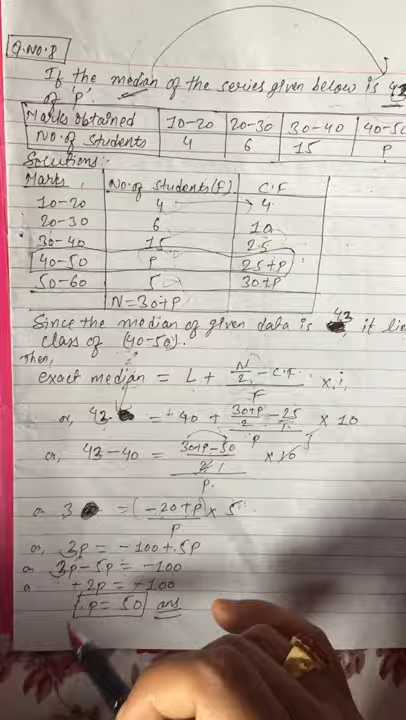 Q.No.8
If the median of the series given below is 43
of 'p'.
Marks obtained 10-20 20-30 30-40 40-50
No. of students 4 6 15 P
Solutions:
Marks, No. of students (F) C.F
10-20 4 → 4
20-30 6 10
30-40 15 25
40-50 P 25+P
50-60 5 30+P
N=30+P
Since the median of given data is 43, it lie
class of (40-50).
Then,
exact median = L + N/2 - C.F / F × i
or, 43 = 40 + 30+P/2 - 25/1 / P × 10
or, 43-40 = 30+P-50 / 2 / P. × 10
or 3 = (-20+P) / P × 5
or, 3p = -100+5p
or 3p-5p = -100
+2p = +100
p = 50 ans